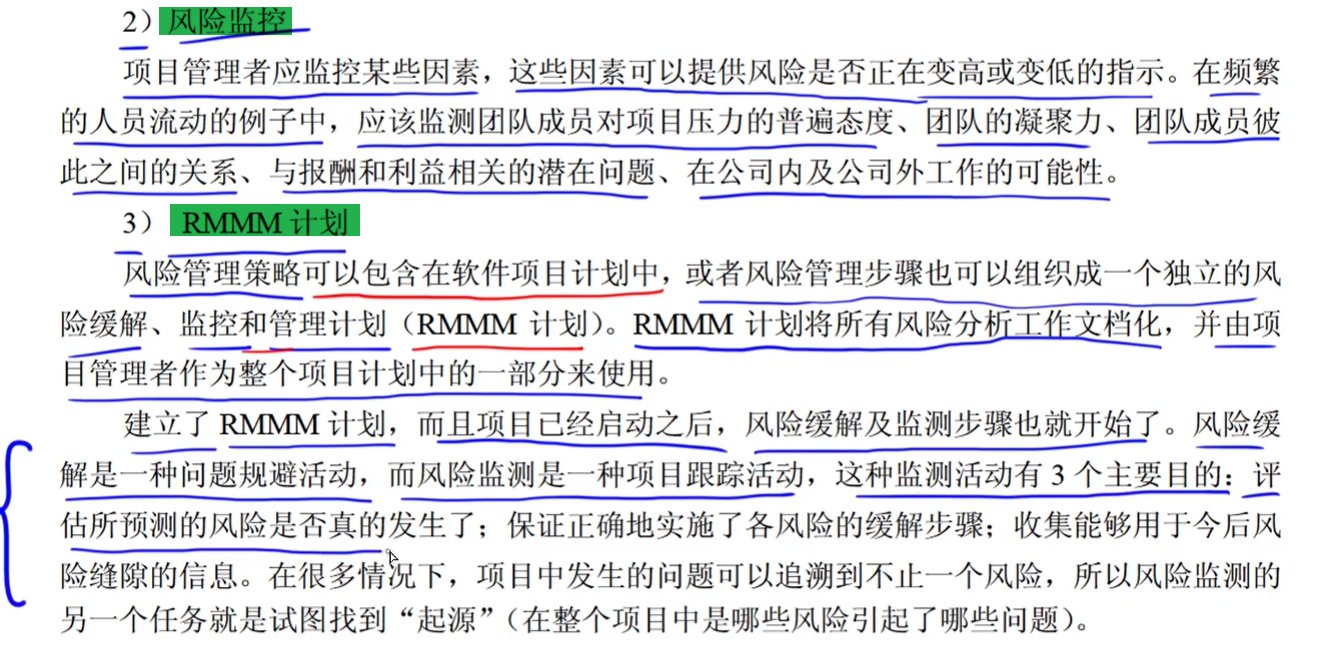 2）风险监控
项目管理者应监控某些因素，这些因素可以提供风险是否正在变高或变低的指示。在频繁
的人员流动的例子中，应该监测团队成员对项目压力的普遍态度、团队的凝聚力、团队成员彼
此之间的关系、与报酬和利益相关的潜在问题、在公司内及公司外工作的可能性。
3）RMMM 计划
风险管理策略可以包含在软件项目计划中，或者风险管理步骤也可以组织成一个独立的风
险缓解、监控和管理计划（RMMM 计划）。RMMM 计划将所有风险分析工作文档化，并由项
目管理者作为整个项目计划中的一部分来使用。
建立了 RMMM 计划，而且项目已经启动之后，风险缓解及监测步骤也就开始了。风险缓
解是一种问题规避活动，而风险监测是一种项目跟踪活动，这种监测活动有 3 个主要目的：评
估所预测的风险是否真的发生了；保证正确地实施了各风险的缓解步骤；收集能够用于今后风
险缝隙的信息。在很多情况下，项目中发生的问题可以追溯到不止一个风险，所以风险监测的
另一个任务就是试图找到“起源”（在整个项目中是哪些风险引起了哪些问题）。